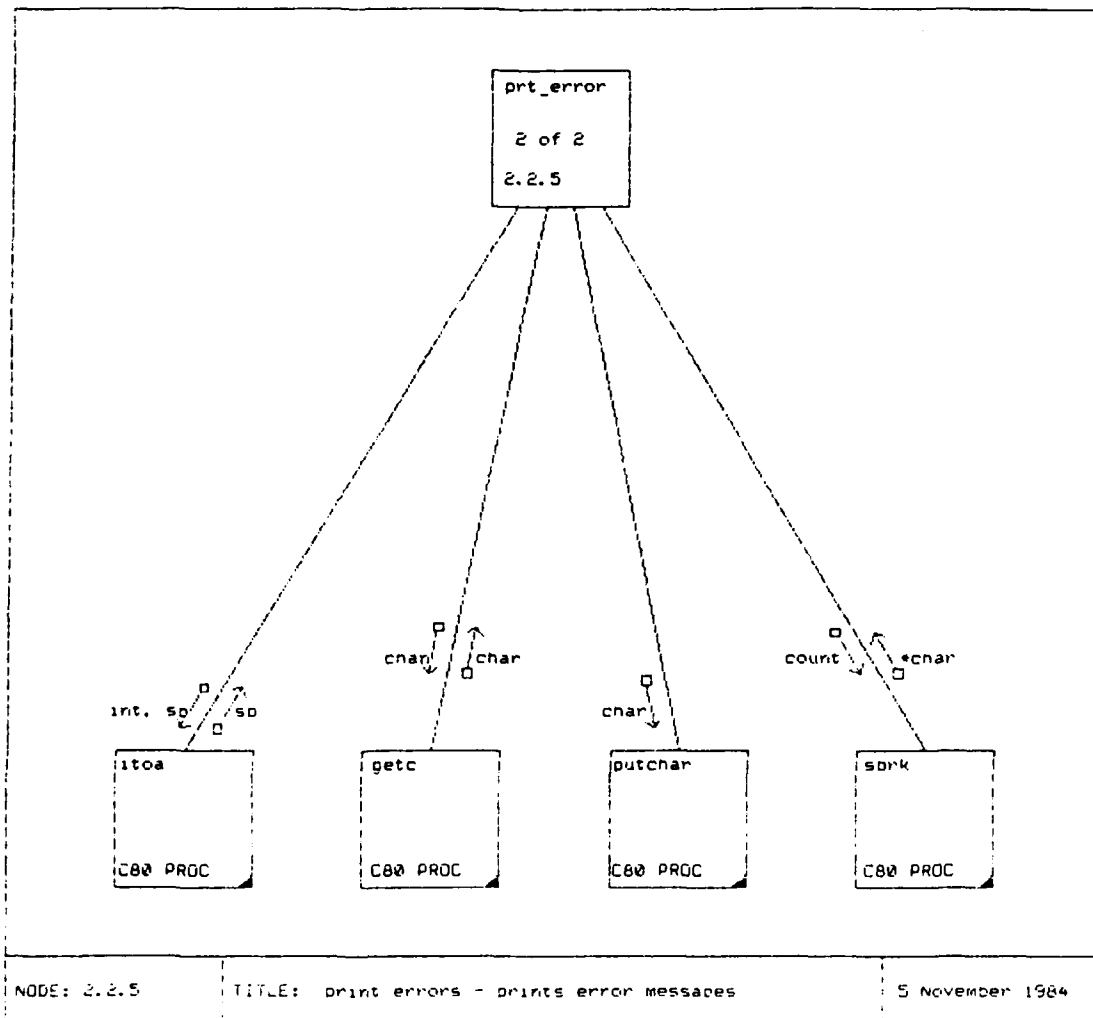 prt_error
2 of 2
2.2.5
char
char
count
*char
int, sp
sp
char
itoa
getc
putchar
sbrk
C80 PROC
C80 PROC
C80 PROC
C80 PROC
NODE: 2.2.5
TITLE: print errors - prints error messages
5 November 1984